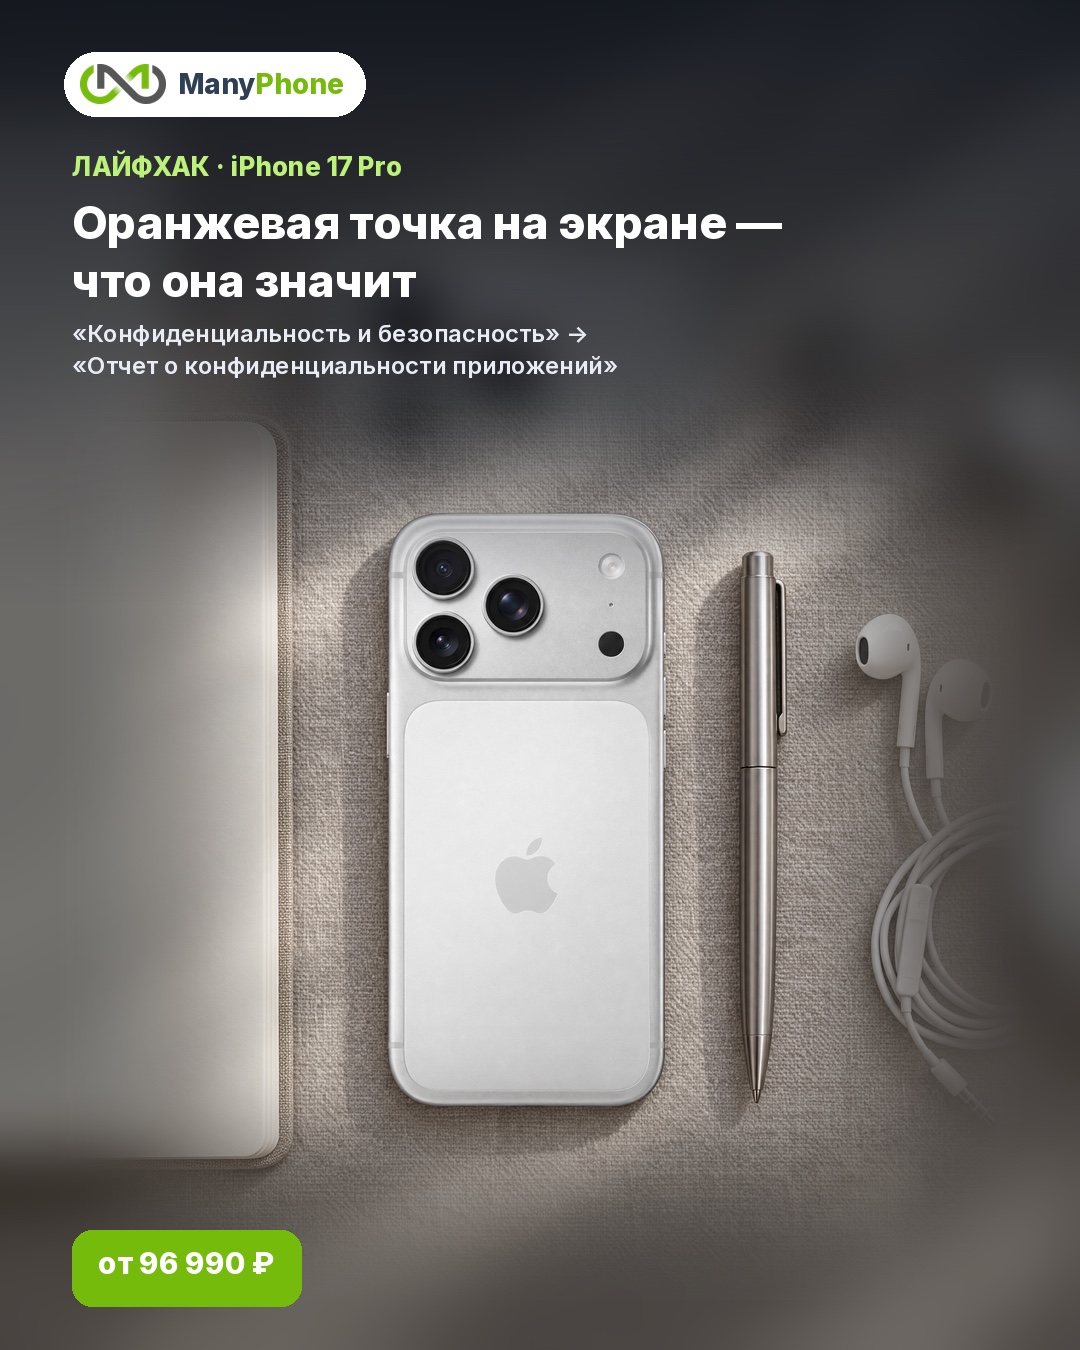 ManyPhone
ЛАЙФХАК · iPhone 17 Pro
Оранжевая точка на экране —
что она значит
«Конфиденциальность и безопасность» →
«Отчет о конфиденциальности приложений»
от 96 990 ₽